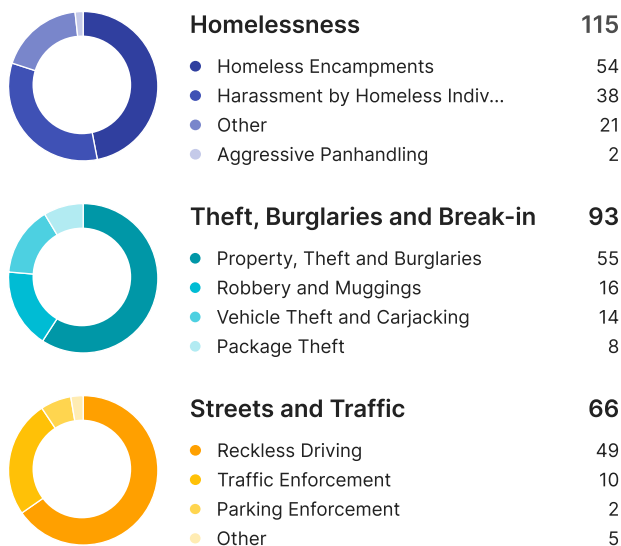 Homelessness 115
Homeless Encampments 54
Harassment by Homeless Indiv... 38
Other 21
Aggressive Panhandling 2
Theft, Burglaries and Break-in 93
Property, Theft and Burglaries 55
Robbery and Muggings 16
Vehicle Theft and Carjacking 14
Package Theft 8
Streets and Traffic 66
Reckless Driving 49
Traffic Enforcement 10
Parking Enforcement 2
Other 5